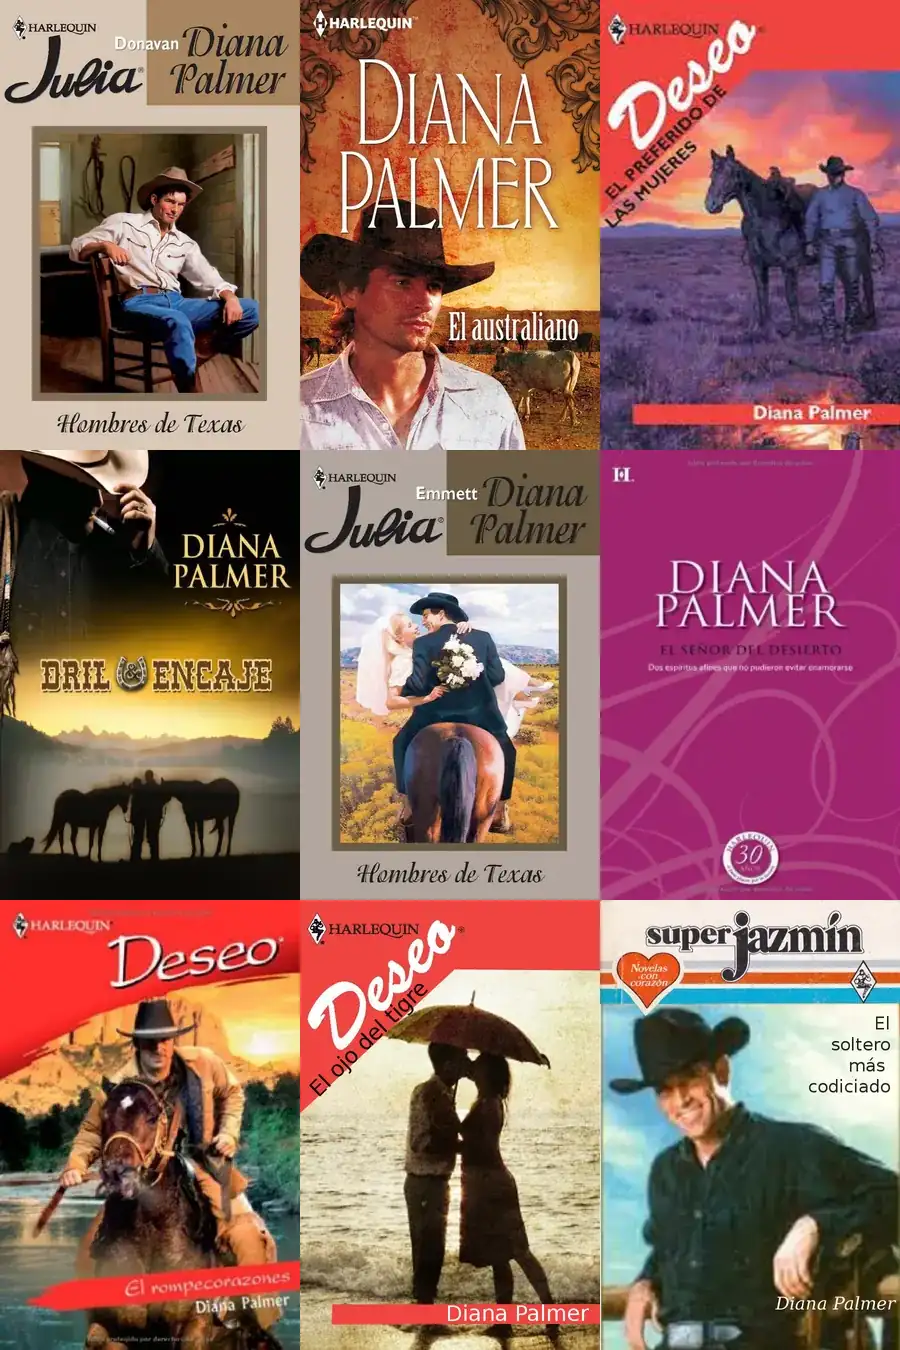 HARLEQUIN
Julia®
Donavan
Diana
Palmer
Hombres de Texas
HARLEQUIN™
DIANA
PALMER
El australiano
HARLEQUIN®
Deseo
EL PREFERIDO DE
LAS MUJERES
Diana Palmer
DIANA
PALMER
DRIL & ENCAJE
HARLEQUIN
Julia®
Emmett
Diana
Palmer
Hombres de Texas
H.
DIANA
PALMER
EL SEÑOR DEL DESIERTO
Dos espíritus afines que no pudieron evitar enamorarse
HARLEQUIN
30
AÑOS
HARLEQUIN®
Deseo®
El rompecorazones
Diana Palmer
HARLEQUIN®
Deseo
El ojo del tigre
Diana Palmer
super jazmín
Novelas
con
corazón
El
soltero
más
codiciado
Diana Palmer